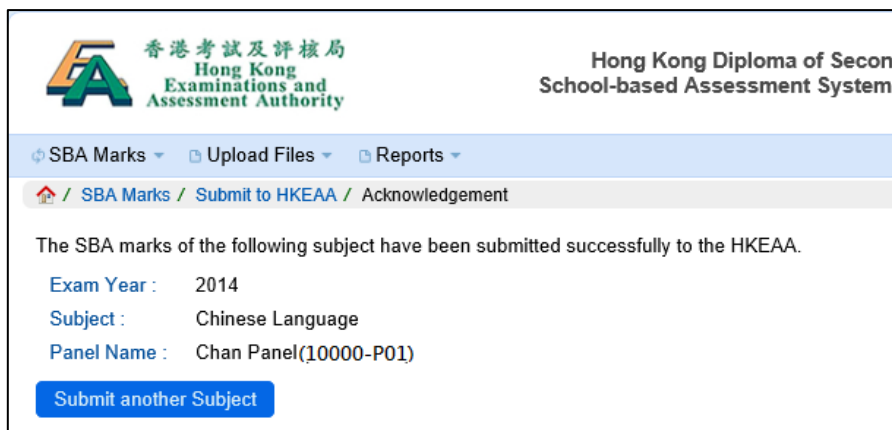 香港考試及評核局
Hong Kong
Examinations and
Assessment Authority
Hong Kong Diploma of Secon
School-based Assessment System
SBA Marks
Upload Files
Reports
/ SBA Marks / Submit to HKEAA / Acknowledgement
The SBA marks of the following subject have been submitted successfully to the HKEAA.
Exam Year : 2014
Subject : Chinese Language
Panel Name : Chan Panel(10000-P01)
Submit another Subject